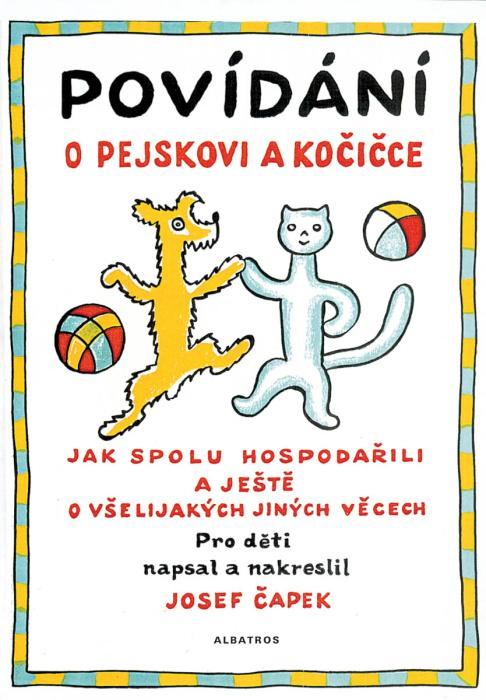 POVÍDÁNÍ
O PEJSKOVI A KOČIČCE
JAK SPOLU HOSPODAŘILI
A JEŠTĚ
O VŠELIJAKÝCH JINÝCH VĚCECH
Pro děti
napsal a nakreslil
JOSEF ČAPEK
ALBATROS